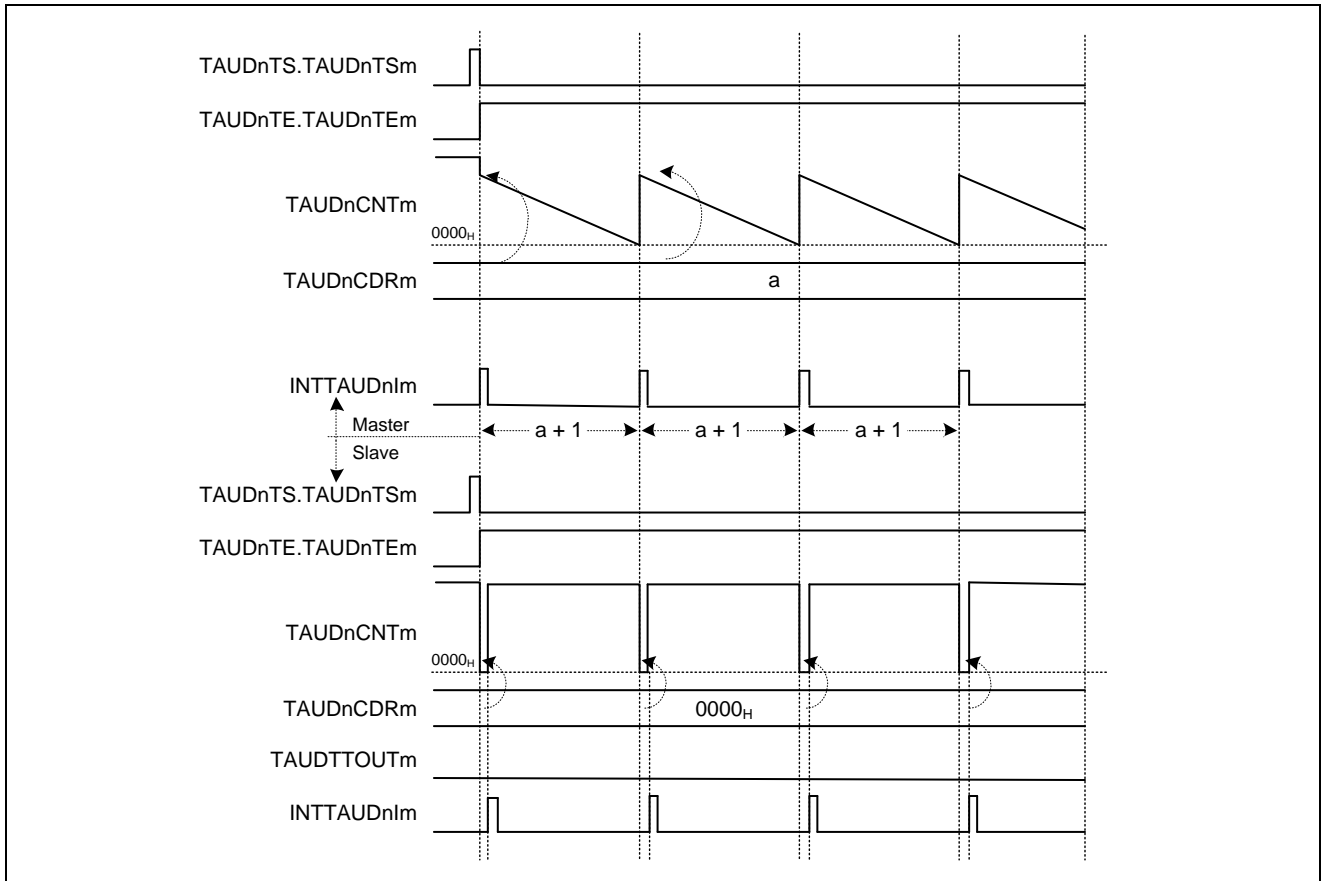 TAUDnTS.TAUDnTSm
TAUDnTE.TAUDnTEm
TAUDnCNTm
0000H
TAUDnCDRm
a
INTTAUDnIm
Master
a + 1 a + 1 a + 1
Slave
TAUDnTS.TAUDnTSm
TAUDnTE.TAUDnTEm
TAUDnCNTm
0000H
TAUDnCDRm
0000H
TAUDTTOUTm
INTTAUDnIm